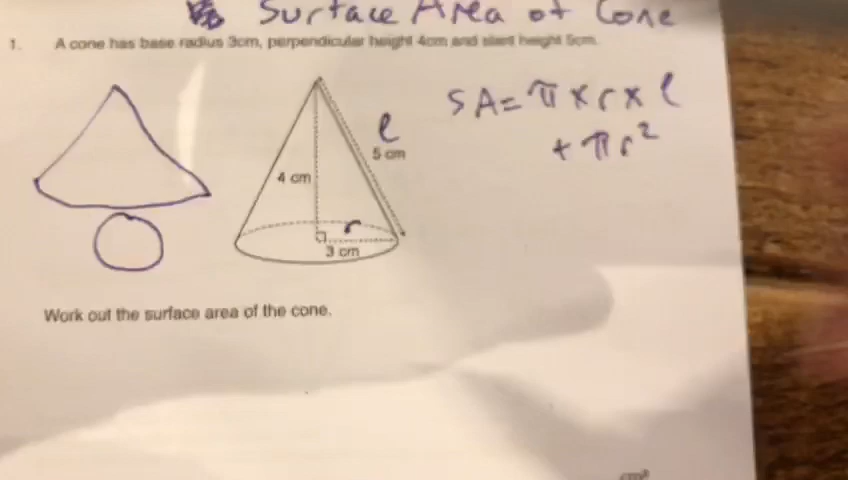 Surface Area of Cone
1. A cone has base radius 3cm, perpendicular height 4cm and slant height 5cm.
SA = π × r × l
+ πr²
l
5 cm
4 cm
r
3 cm
Work out the surface area of the cone.
cm²